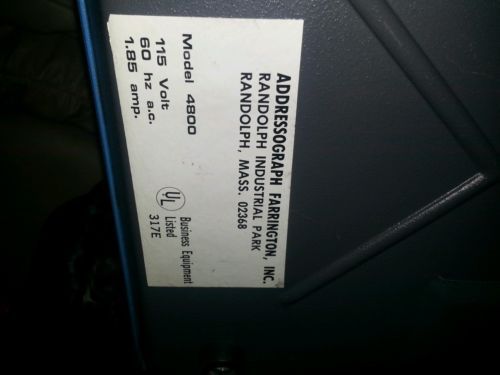 ADDRESSOGRAPH FARRINGTON, INC.
RANDOLPH INDUSTRIAL PARK
RANDOLPH, MASS. 02368
Model 4800
115 Volt
60 hz a.c.
1.85 amp.
UL
Business Equipment
Listed
317E